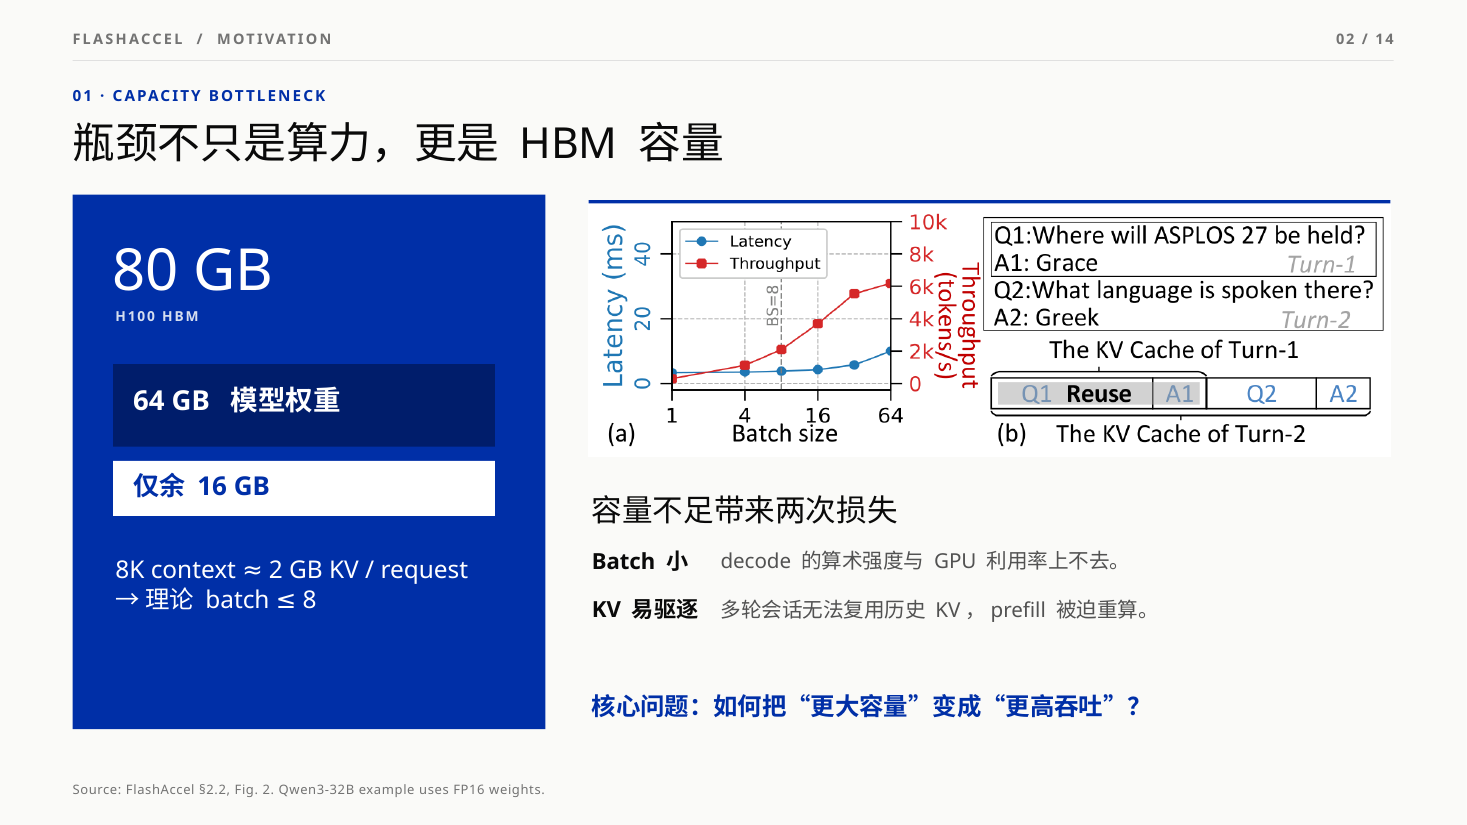 FLASHACCEL / MOTIVATION
02 / 14
01 · CAPACITY BOTTLENECK
瓶颈不只是算力，更是 HBM 容量
80 GB
H100 HBM
64 GB 模型权重
仅余 16 GB
8K context ≈ 2 GB KV / request
→ 理论 batch ≤ 8
Latency (ms)
0
20
40
Latency
Throughput
BS=8
10k
8k
6k
4k
2k
0
Throughput
(tokens/s)
1
4
16
64
(a)
Batch size
Q1:Where will ASPLOS 27 be held?
A1: Grace
Turn-1
Q2:What language is spoken there?
A2: Greek
Turn-2
The KV Cache of Turn-1
Q1 Reuse A1 Q2 A2
(b) The KV Cache of Turn-2
容量不足带来两次损失
Batch 小 decode 的算术强度与 GPU 利用率上不去。
KV 易驱逐 多轮会话无法复用历史 KV，prefill 被迫重算。
核心问题：如何把“更大容量”变成“更高吞吐”？
Source: FlashAccel §2.2, Fig. 2. Qwen3-32B example uses FP16 weights.